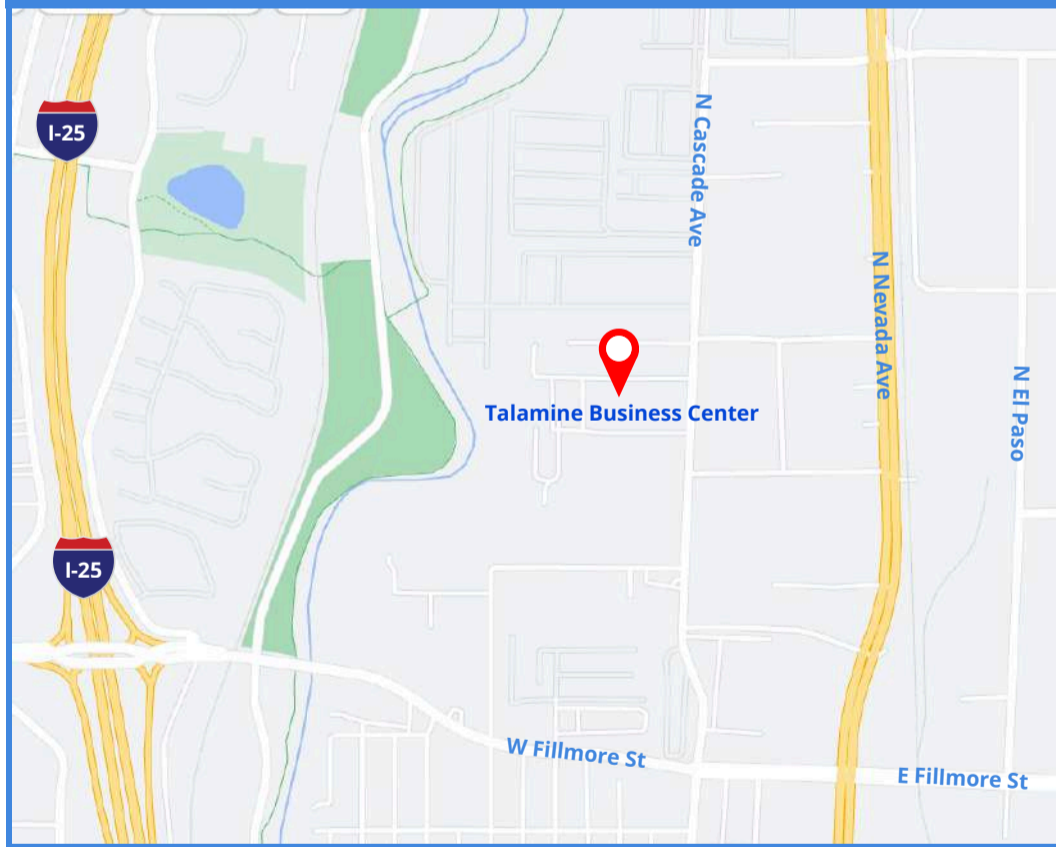 I-25
N Cascade Ave
N Nevada Ave
N El Paso
Talamine Business Center
I-25
W Fillmore St
E Fillmore St